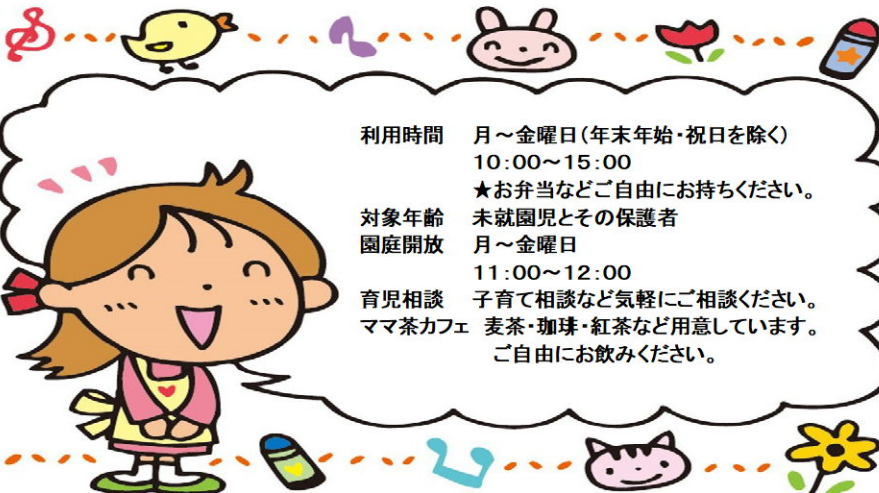 利用時間　月～金曜日(年末年始・祝日を除く)
10:00～15:00
★お弁当などご自由にお持ちください。
対象年齢　未就園児とその保護者
園庭開放　月～金曜日
11:00～12:00
育児相談　子育て相談など気軽にご相談ください。
ママ茶カフェ　麦茶・珈琲・紅茶など用意しています。
ご自由にお飲みください。